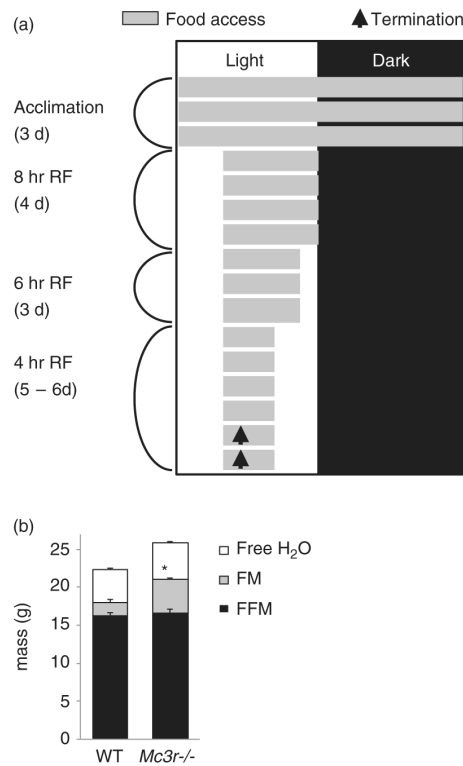 (a)
Food access
Termination
Light
Dark
Acclimation
(3 d)
8 hr RF
(4 d)
6 hr RF
(3 d)
4 hr RF
(5 – 6d)
(b)
25
20
15
10
5
0
mass (g)
*
WT
Mc3r-/-
Free H₂O
FM
FFM